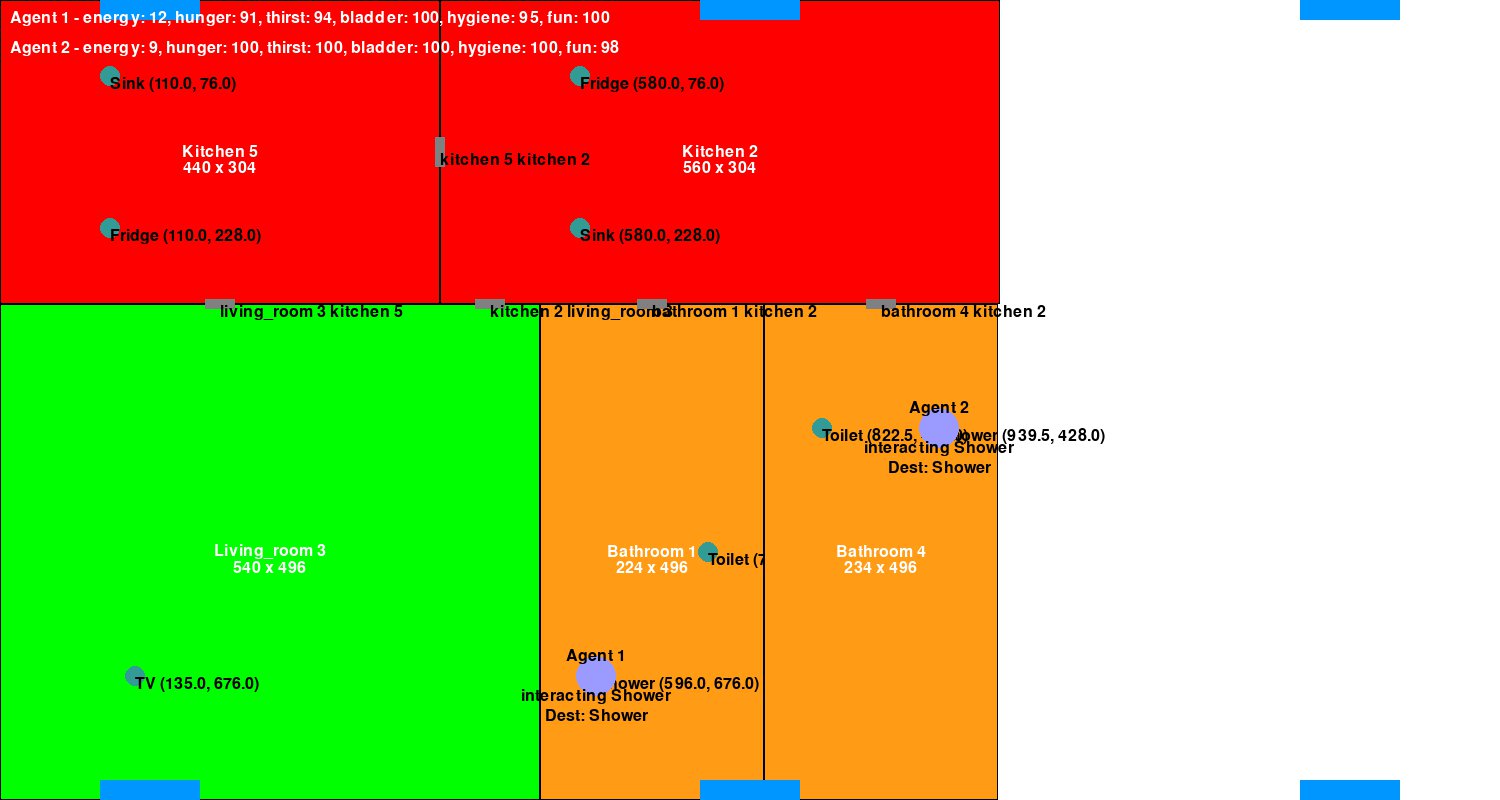 Agent 1 - energy: 12, hunger: 91, thirst: 94, bladder: 100, hygiene: 95, fun: 100
Agent 2 - energy: 9, hunger: 100, thirst: 100, bladder: 100, hygiene: 100, fun: 98
Sink (110.0, 76.0)
Fridge (580.0, 76.0)
Kitchen 5
440 x 304
kitchen 5 kitchen 2
Kitchen 2
560 x 304
Fridge (110.0, 228.0)
Sink (580.0, 228.0)
living_room 3 kitchen 5
kitchen 2 living_room 3
bathroom 1 kitchen 2
bathroom 4 kitchen 2
Agent 2
Toilet (822.5,
ower (939.5, 428.0)
interacting Shower
Dest: Shower
Living_room 3
540 x 496
Bathroom 1
224 x 496
Toilet (7
Bathroom 4
234 x 496
Agent 1
TV (135.0, 676.0)
ower (596.0, 676.0)
interacting Shower
Dest: Shower